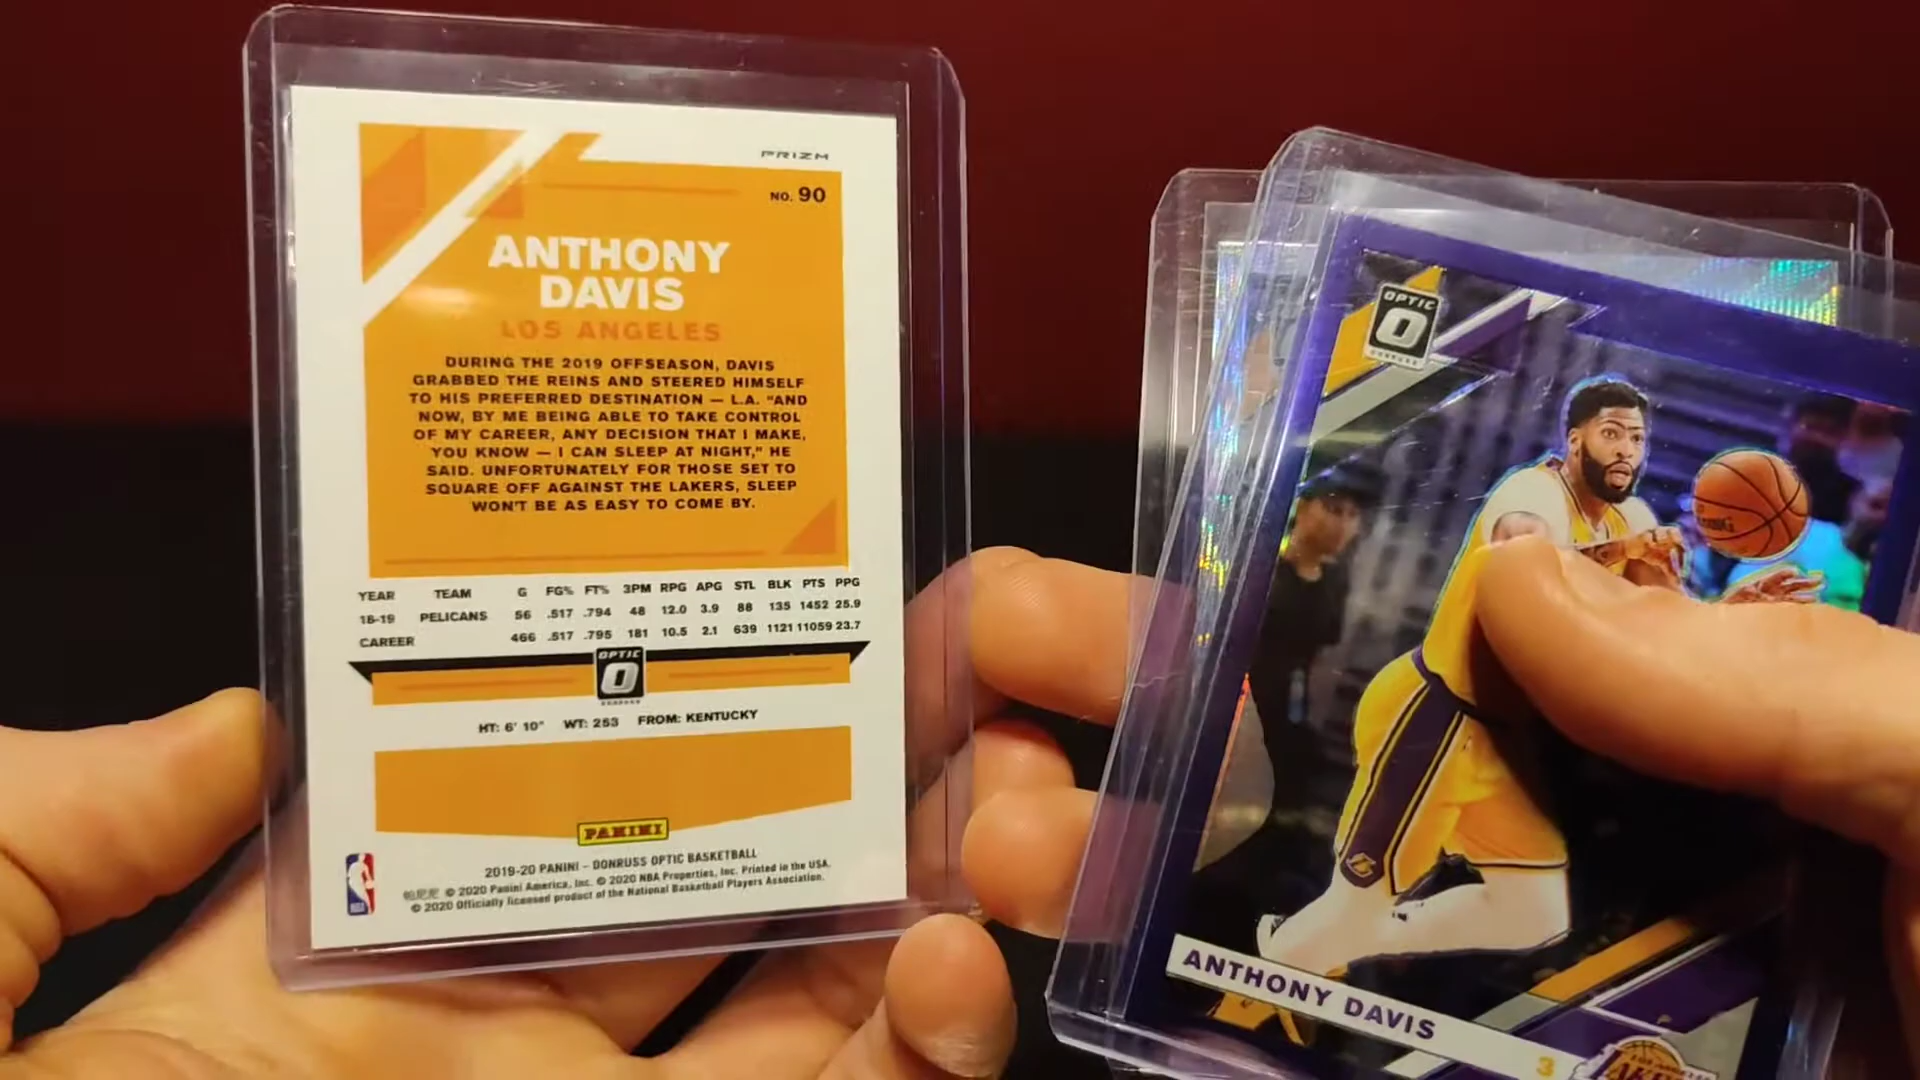 PRIZM
NO. 90
ANTHONY
DAVIS
LOS ANGELES
DURING THE 2019 OFFSEASON, DAVIS
GRABBED THE REINS AND STEERED HIMSELF
TO HIS PREFERRED DESTINATION — L.A. "AND
NOW, BY ME BEING ABLE TO TAKE CONTROL
OF MY CAREER, ANY DECISION THAT I MAKE,
YOU KNOW — I CAN SLEEP AT NIGHT," HE
SAID. UNFORTUNATELY FOR THOSE SET TO
SQUARE OFF AGAINST THE LAKERS, SLEEP
WON'T BE AS EASY TO COME BY.
YEAR TEAM G FG% FT% 3PM RPG APG STL BLK PTS PPG
18-19 PELICANS 56 .517 .794 48 12.0 3.9 88 135 1452 25.9
CAREER 466 .517 .795 181 10.5 2.1 639 1121 11059 23.7
OPTIC
O
DONRUSS
HT: 6' 10" WT: 253 FROM: KENTUCKY
PANINI
2019-20 PANINI - DONRUSS OPTIC BASKETBALL
帕尼尼 © 2020 Panini America, Inc. © 2020 NBA Properties, Inc. Printed in the USA.
© 2020 Officially licensed product of the National Basketball Players Association.
NBA
OPTIC
O
DONRUSS
ANTHONY DAVIS
3